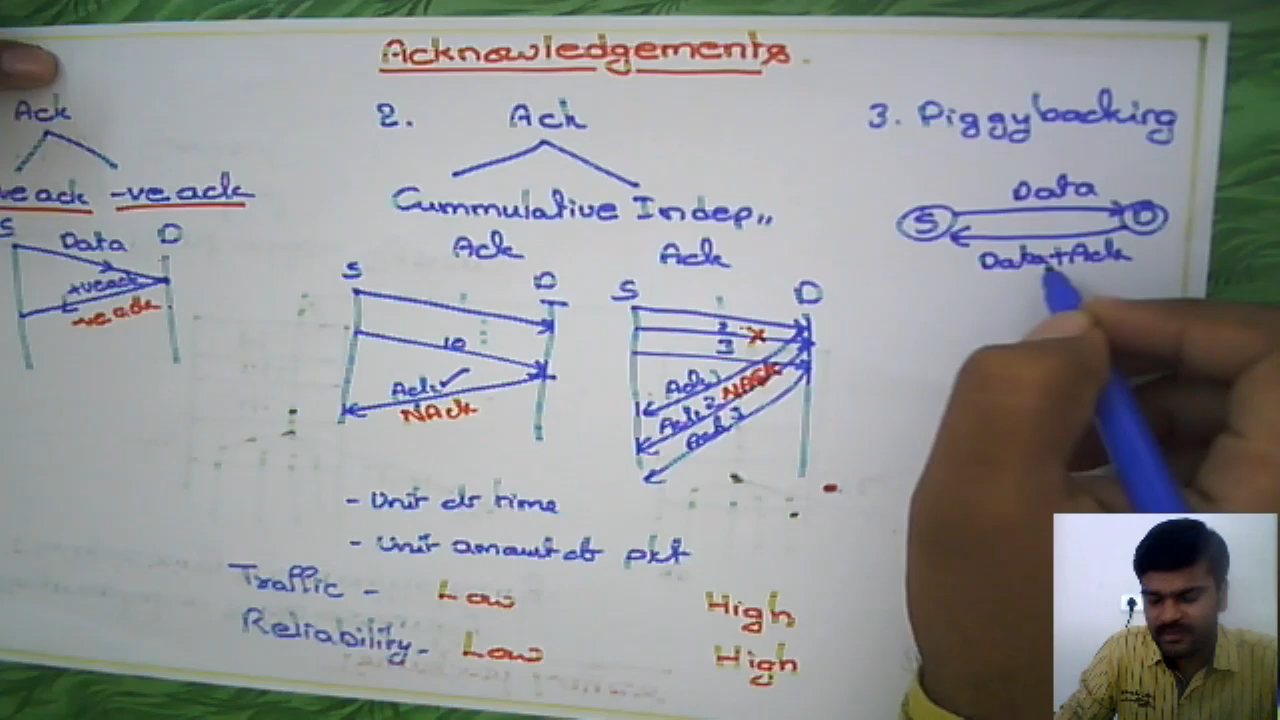 Acknowledgements.
Ack
ve ack -ve ack
S D
Data
+ve ack
-ve ack
2. Ack
Cummulative Indep,,
Ack Ack
S D
10
Ack ✓
NAck
S D
2 ×
3
Ack 1
Ack 2 NAck
Ack 3
- Unit of time
- Unit amount of pkt
Traffic - Low High
Reliability - Low High
3. Piggybacking
Data
S D
Data+Ack